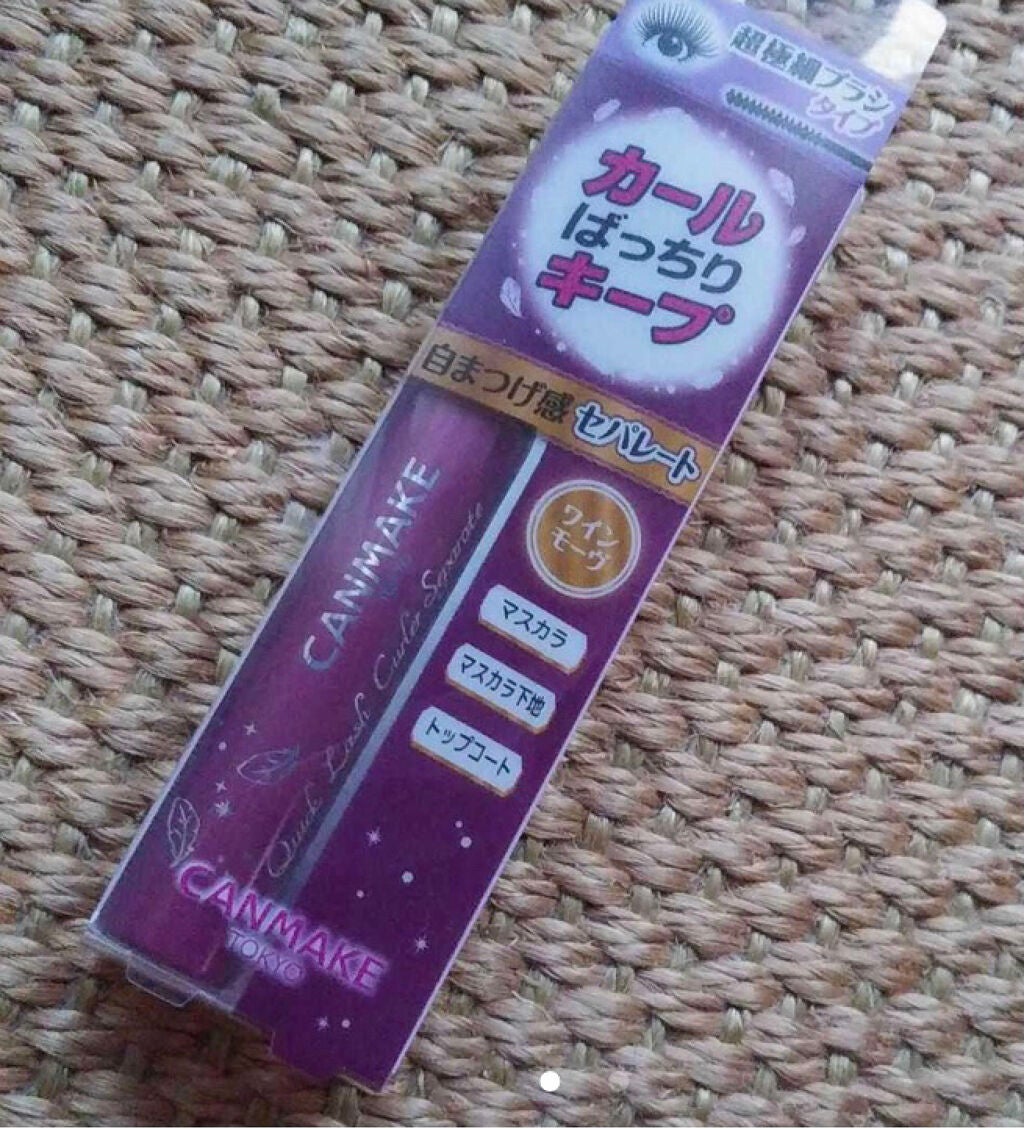 超極細ブラシ
タイプ
カール
ばっちり
キープ
自まつげ感 セパレート
ワイン
モーヴ
マスカラ
マスカラ下地
トップコート
CANMAKE
Quick Lash Curler Separate
CANMAKE
TOKYO